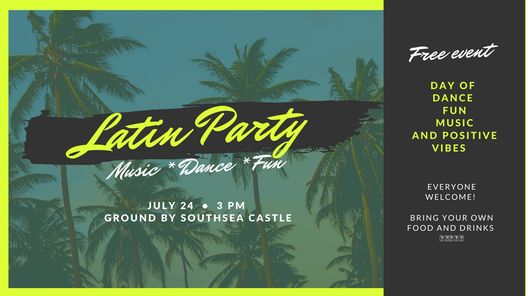 Latin Party
Music *Dance *Fun
JULY 24 ● 3 PM
GROUND BY SOUTHSEA CASTLE
Free event
DAY OF
DANCE
FUN
MUSIC
AND POSITIVE
VIBES
EVERYONE
WELCOME!
BRING YOUR OWN
FOOD AND DRINKS